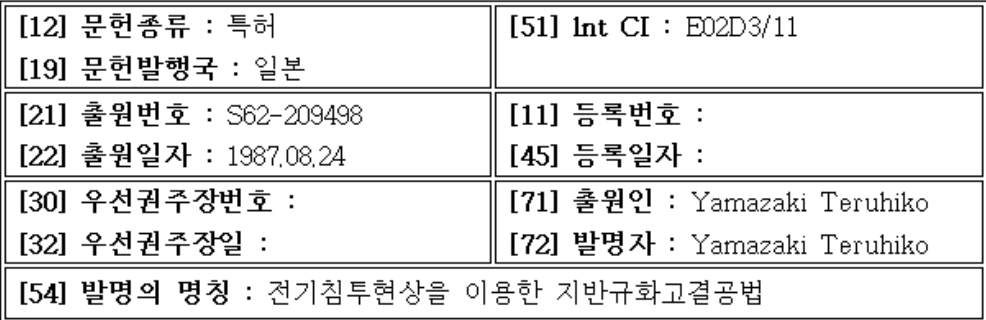 [12] 문헌종류 : 특허
[51] Int CI : E02D3/11
[19] 문헌발행국 : 일본
[21] 출원번호 : S62-209498
[11] 등록번호 :
[22] 출원일자 : 1987,08,24
[45] 등록일자 :
[30] 우선권주장번호 :
[71] 출원인 : Yamazaki Teruhiko
[32] 우선권주장일 :
[72] 발명자 : Yamazaki Teruhiko
[54] 발명의 명칭 : 전기침투현상을 이용한 지반규화고결공법